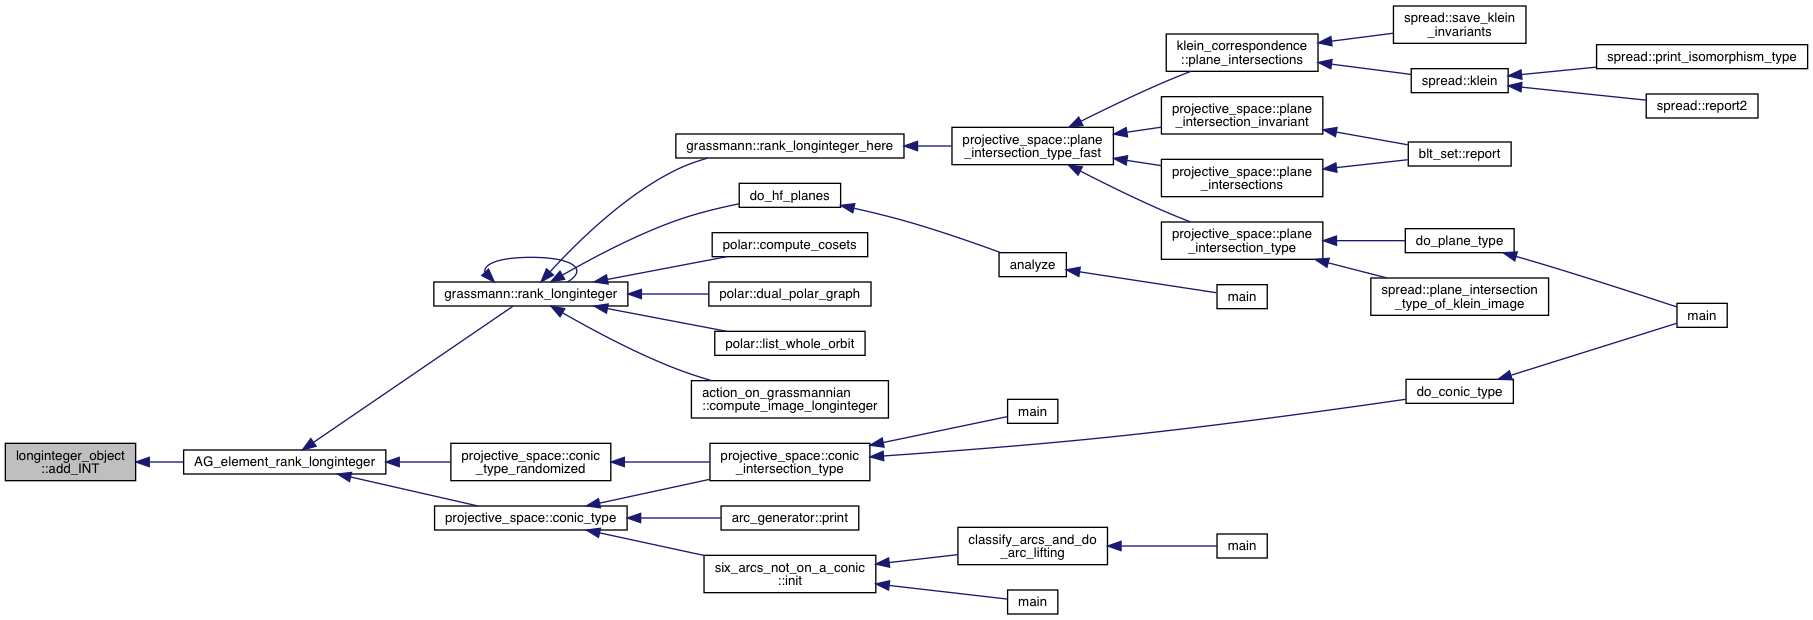 longinteger_object
::add_INT
AG_element_rank_longinteger
grassmann::rank_longinteger
grassmann::rank_longinteger_here
projective_space::plane
_intersection_type_fast
klein_correspondence
::plane_intersections
spread::save_klein
_invariants
spread::klein
spread::print_isomorphism_type
spread::report2
projective_space::plane
_intersection_invariant
blt_set::report
projective_space::plane
_intersections
projective_space::plane
_intersection_type
do_plane_type
main
spread::plane_intersection
_type_of_klein_image
do_hf_planes
analyze
main
polar::compute_cosets
polar::dual_polar_graph
polar::list_whole_orbit
action_on_grassmannian
::compute_image_longinteger
projective_space::conic
_type_randomized
projective_space::conic
_intersection_type
main
do_conic_type
projective_space::conic_type
arc_generator::print
six_arcs_not_on_a_conic
::init
classify_arcs_and_do
_arc_lifting
main
main